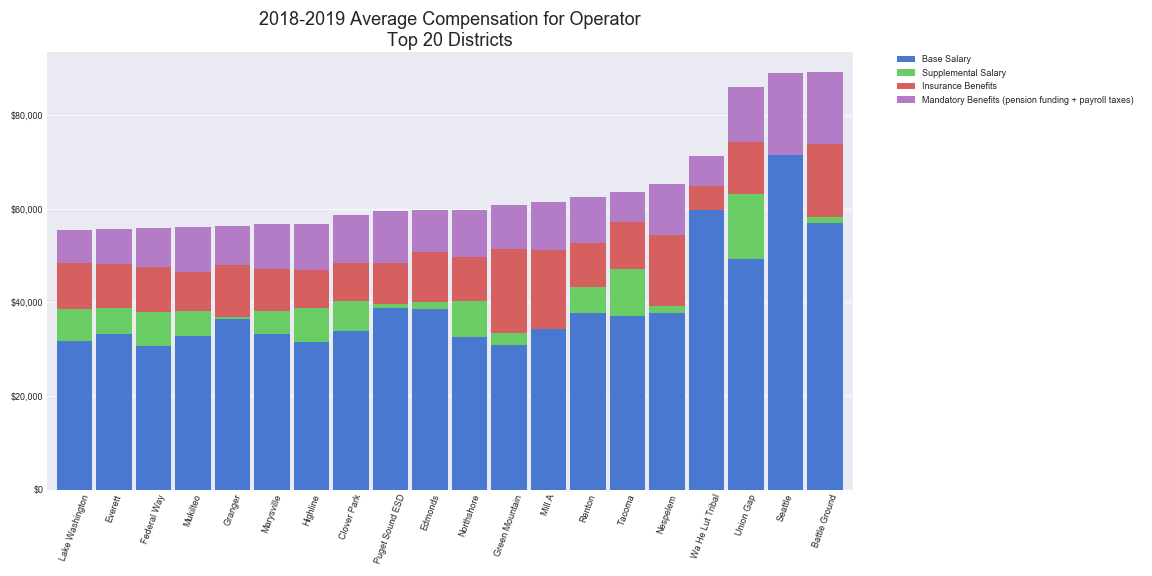 2018-2019 Average Compensation for Operator
Top 20 Districts
Base Salary
Supplemental Salary
Insurance Benefits
Mandatory Benefits (pension funding + payroll taxes)
$80,000
$60,000
$40,000
$20,000
$0
Lake Washington
Everett
Federal Way
Mukilteo
Granger
Marysville
Highline
Clover Park
Puget Sound ESD
Edmonds
Northshore
Green Mountain
Mill A
Renton
Tacoma
Nespelem
Wa He Lut Tribal
Union Gap
Seattle
Battle Ground